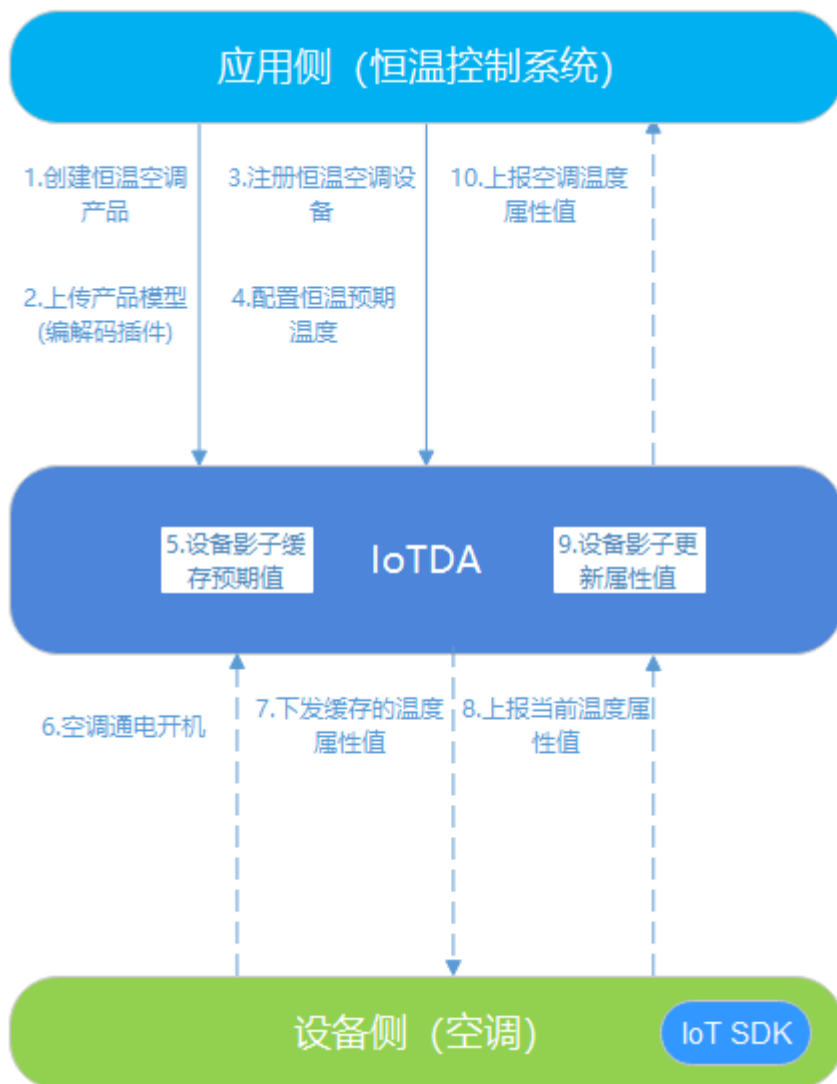 应用侧（恒温控制系统）
1.创建恒温空调
产品
2.上传产品模型
(编解码插件)
3.注册恒温空调设
备
4.配置恒温预期
温度
10.上报空调温度
属性值
5.设备影子缓
存预期值
IoTDA
9.设备影子更
新属性值
6.空调通电开机
7.下发缓存的温度
属性值
8.上报当前温度属
性值
设备侧（空调）
IoT SDK